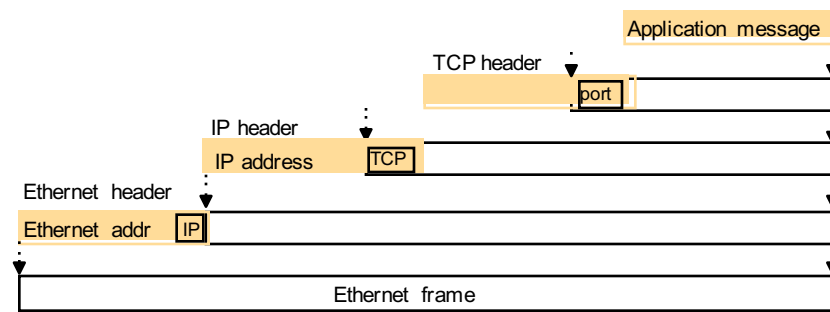 Application message
TCP header
port
IP header
IP address TCP
Ethernet header
Ethernet addr IP
Ethernet frame